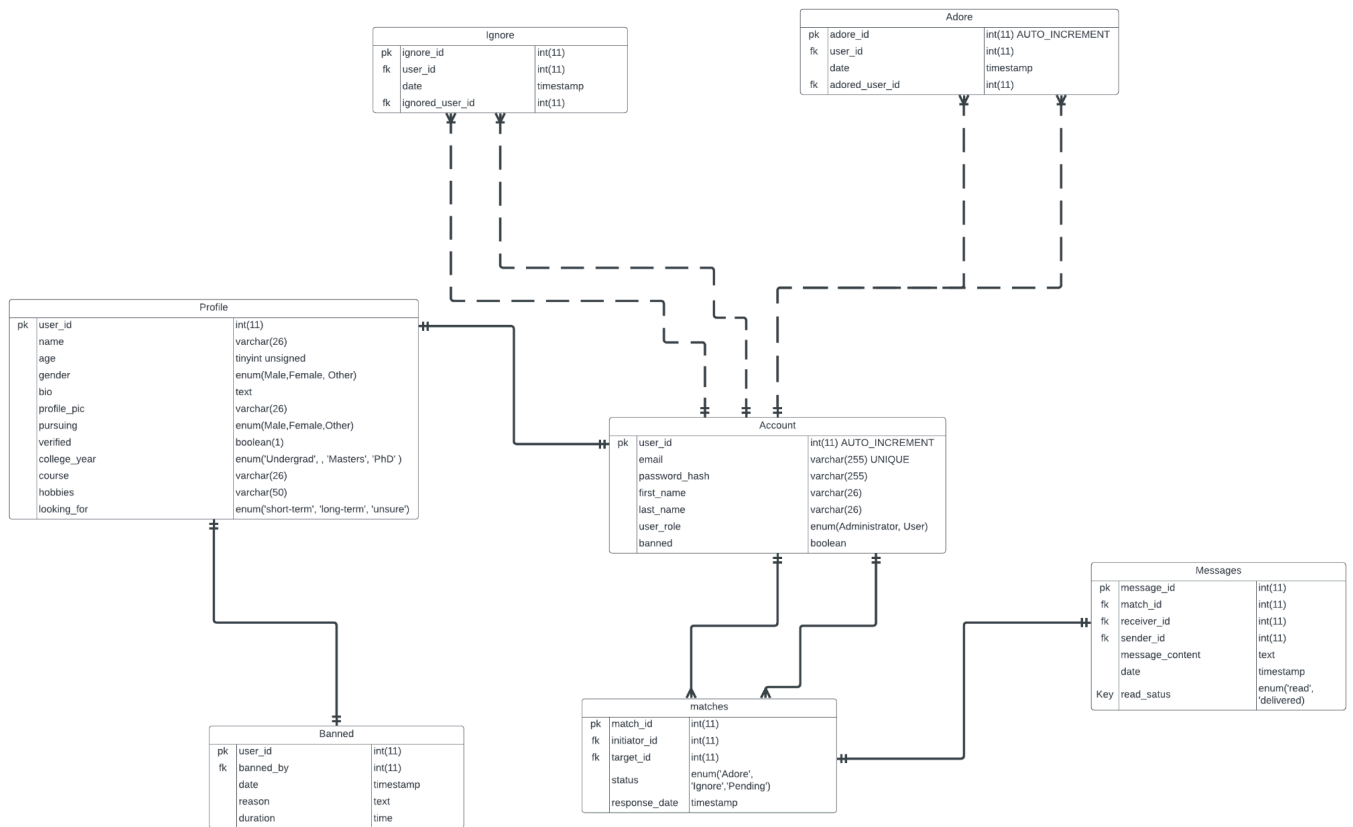 Adore
pk adore_id int(11) AUTO_INCREMENT
fk user_id int(11)
date timestamp
fk adored_user_id int(11)
Ignore
pk ignore_id int(11)
fk user_id int(11)
date timestamp
fk ignored_user_id int(11)
Profile
pk user_id int(11)
name varchar(26)
age tinyint unsigned
gender enum(Male,Female, Other)
bio text
profile_pic varchar(26)
pursuing enum(Male,Female,Other)
verified boolean(1)
college_year enum('Undergrad', , 'Masters', 'PhD' )
course varchar(26)
hobbies varchar(50)
looking_for enum('short-term', 'long-term', 'unsure')
Account
pk user_id int(11) AUTO_INCREMENT
email varchar(255) UNIQUE
password_hash varchar(255)
first_name varchar(26)
last_name varchar(26)
user_role enum(Administrator, User)
banned boolean
Messages
pk message_id int(11)
fk match_id int(11)
fk receiver_id int(11)
fk sender_id int(11)
message_content text
date timestamp
Key read_satus enum('read',
'delivered)
matches
pk match_id int(11)
fk initiator_id int(11)
fk target_id int(11)
status enum('Adore',
'Ignore','Pending')
response_date timestamp
Banned
pk user_id int(11)
fk banned_by int(11)
date timestamp
reason text
duration time